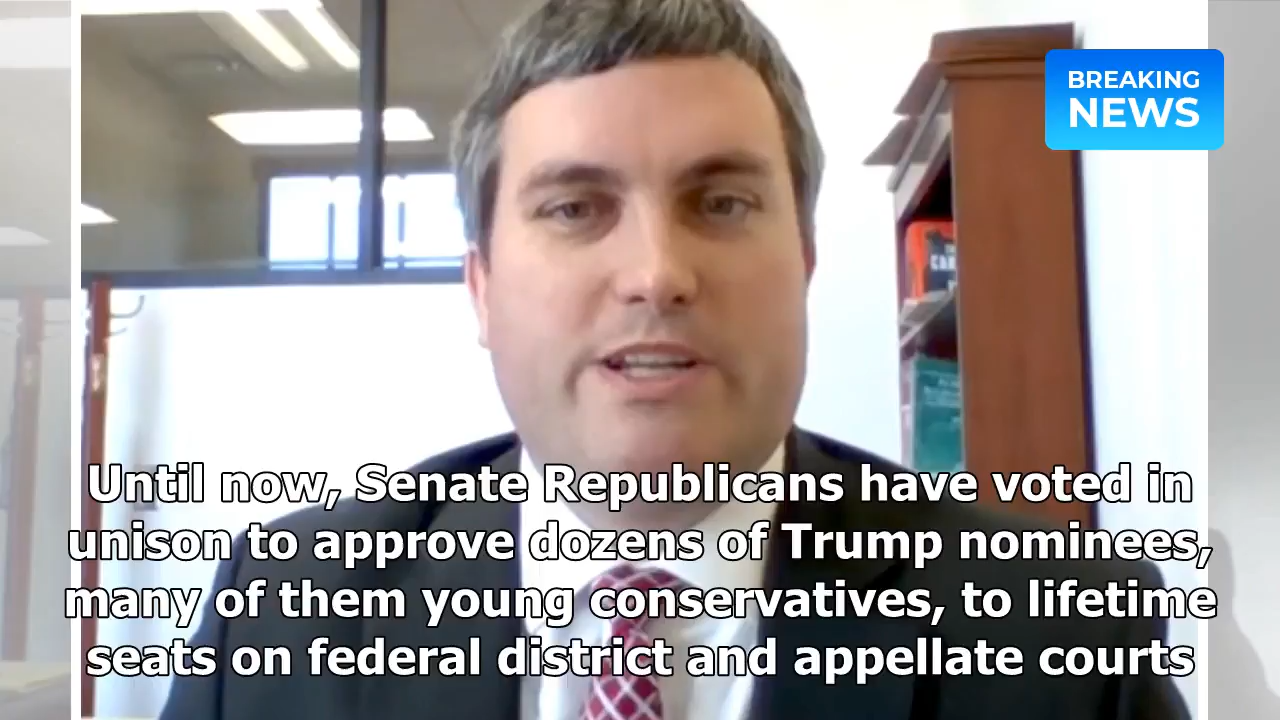 BREAKING
NEWS
Until now, Senate Republicans have voted in
unison to approve dozens of Trump nominees,
many of them young conservatives, to lifetime
seats on federal district and appellate courts